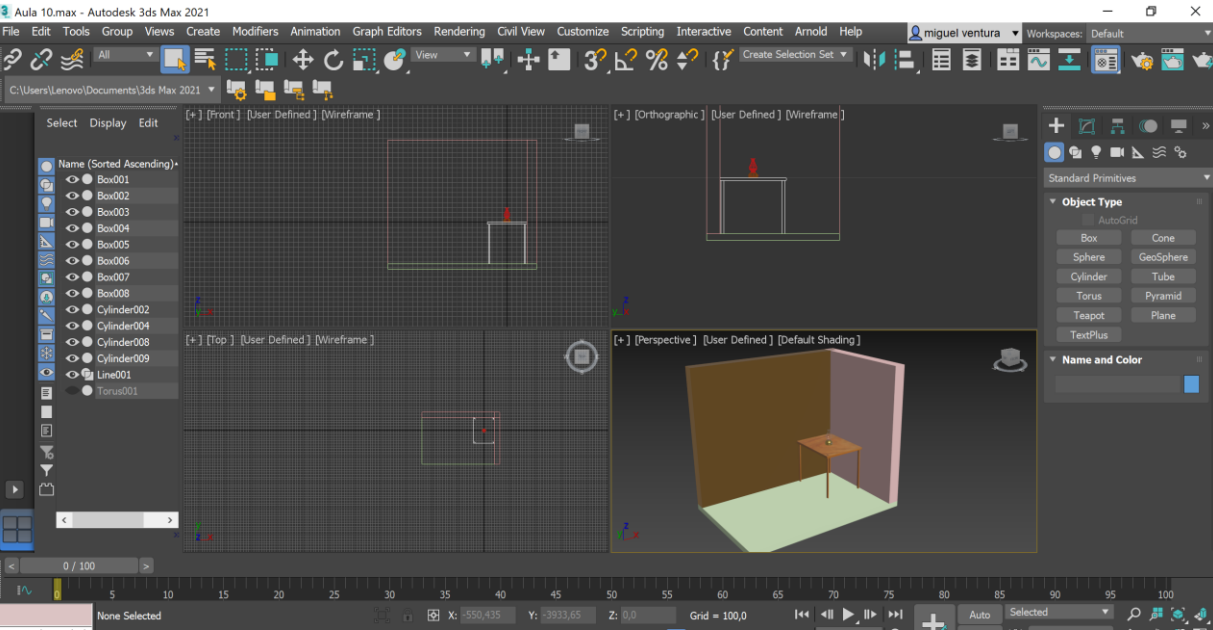 3 Aula 10.max - Autodesk 3ds Max 2021
File Edit Tools Group Views Create Modifiers Animation Graph Editors Rendering Civil View Customize Scripting Interactive Content Arnold Help miguel ventura Workspaces: Default
All View 3 Create Selection Set
C:\Users\Lenovo\Documents\3ds Max 2021
Select Display Edit
Name (Sorted Ascending)
Box001
Box002
Box003
Box004
Box005
Box006
Box007
Box008
Cylinder002
Cylinder004
Cylinder008
Cylinder009
Line001
Torus001
[+] [Front ] [User Defined ] [Wireframe ]
z
[+] [Orthographic ] [User Defined ] [Wireframe ]
z
y
[+] [Top ] [User Defined ] [Wireframe ]
y
z x
[+] [Perspective ] [User Defined ] [Default Shading ]
z
x
Standard Primitives
Object Type
AutoGrid
Box Cone
Sphere GeoSphere
Cylinder Tube
Torus Pyramid
Teapot Plane
TextPlus
Name and Color
< 0 / 100 >
0 5 10 15 20 25 30 35 40 45 50 55 60 65 70 75 80 85 90 95 100
None Selected X: -550,435 Y: -3933,65 Z: 0,0 Grid = 100,0 Auto Selected